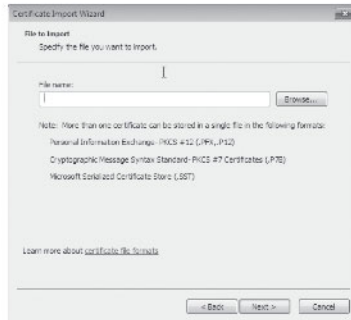 Certificate Import Wizard
File to Import
Specify the file you want to import.
File name:
Browse...
Note: More than one certificate can be stored in a single file in the following formats:
Personal Information Exchange- PKCS #12 (.PFX,.P12)
Cryptographic Message Syntax Standard- PKCS #7 Certificates (.P7B)
Microsoft Serialized Certificate Store (.SST)
Learn more about certificate file formats
< Back
Next >
Cancel